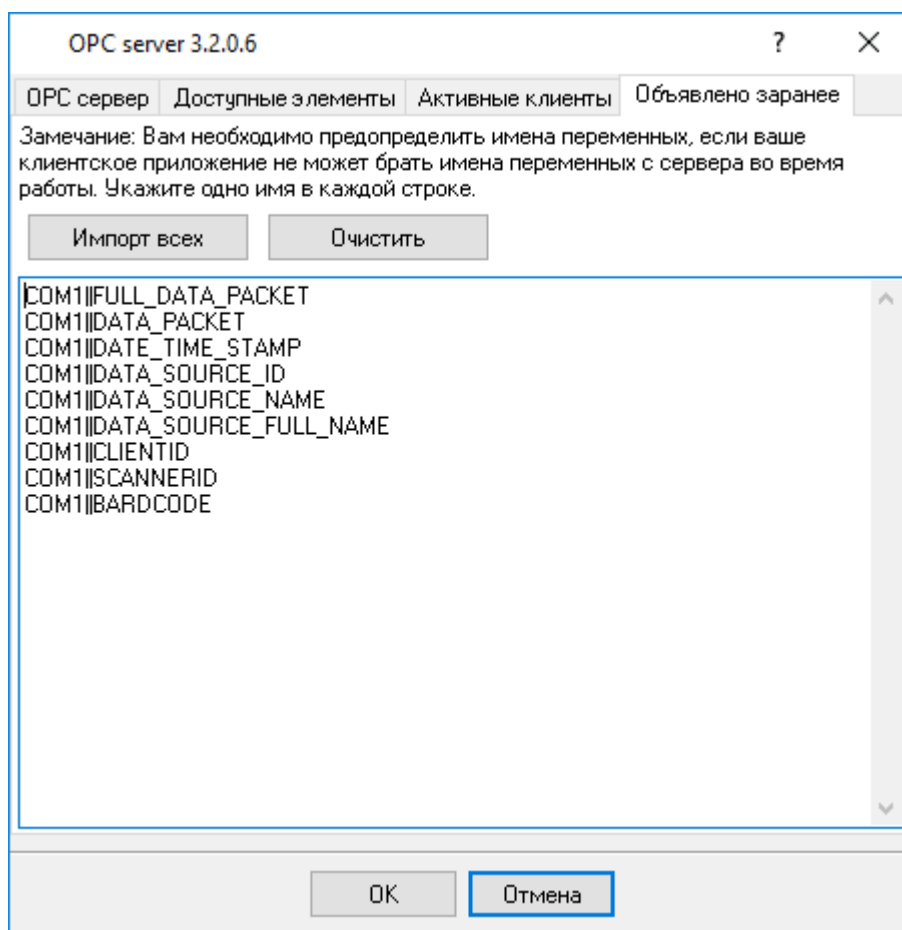 OPC server 3.2.0.6
?
OPC сервер Доступные элементы Активные клиенты Объявлено заранее
Замечание: Вам необходимо предопределить имена переменных, если ваше
клиентское приложение не может брать имена переменных с сервера во время
работы. Укажите одно имя в каждой строке.
Импорт всех Очистить
COM1||FULL_DATA_PACKET
COM1||DATA_PACKET
COM1||DATE_TIME_STAMP
COM1||DATA_SOURCE_ID
COM1||DATA_SOURCE_NAME
COM1||DATA_SOURCE_FULL_NAME
COM1||CLIENTID
COM1||SCANNERID
COM1||BARDCODE
OK Отмена